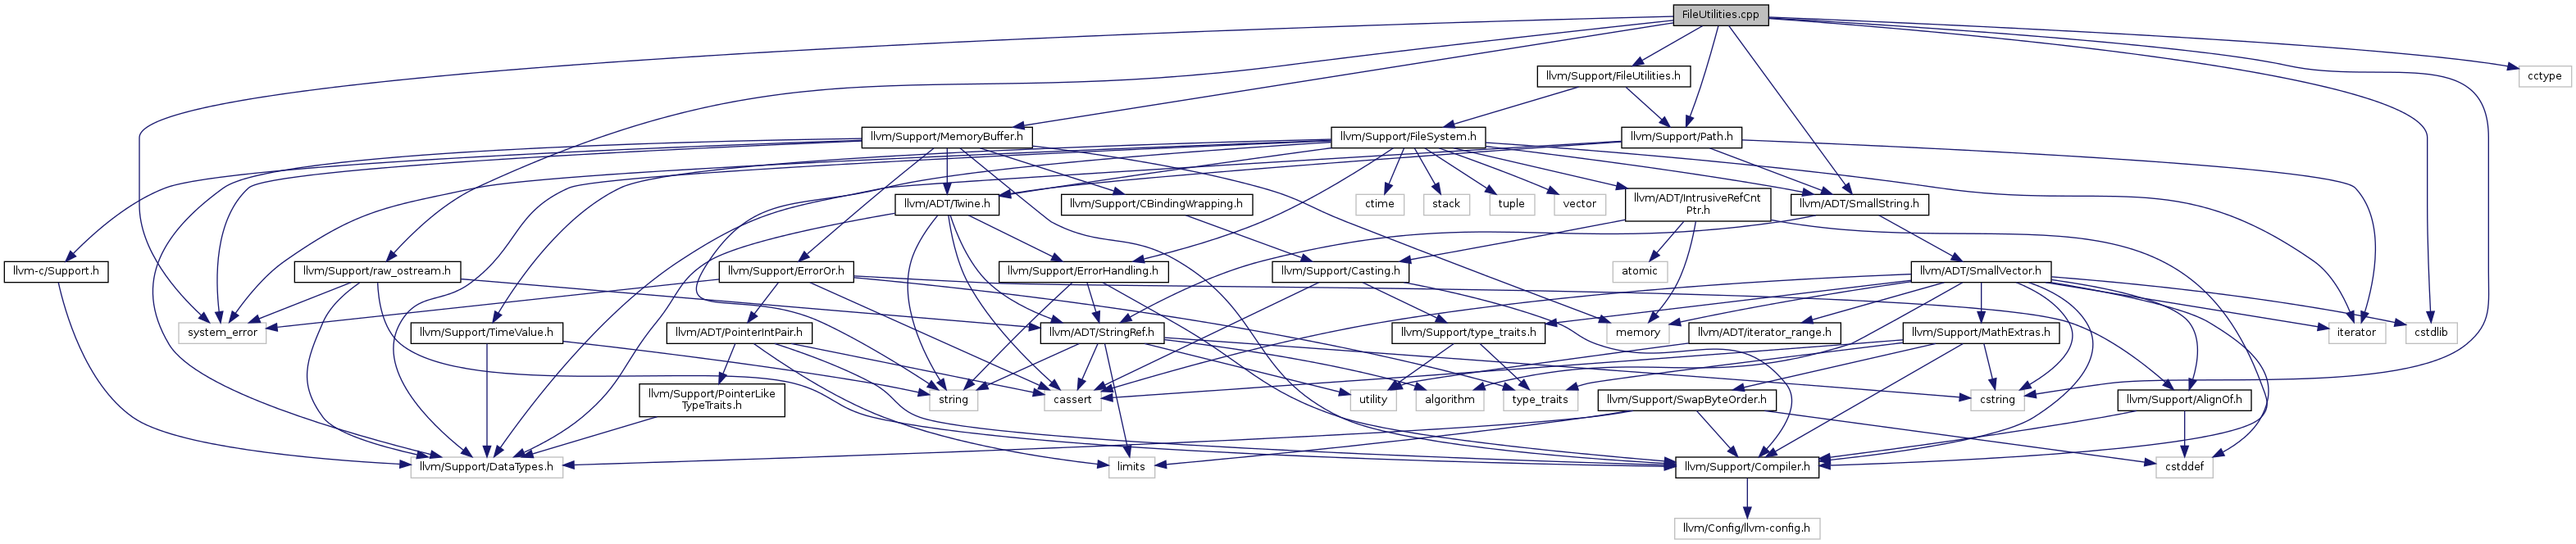 FileUtilities.cpp
llvm/Support/FileUtilities.h
cctype
llvm/Support/MemoryBuffer.h
llvm/Support/FileSystem.h
llvm/Support/Path.h
llvm/ADT/Twine.h
llvm/Support/CBindingWrapping.h
ctime
stack
tuple
vector
llvm/ADT/IntrusiveRefCnt
Ptr.h
llvm/ADT/SmallString.h
llvm-c/Support.h
llvm/Support/raw_ostream.h
llvm/Support/ErrorOr.h
llvm/Support/ErrorHandling.h
llvm/Support/Casting.h
atomic
llvm/ADT/SmallVector.h
system_error
llvm/Support/TimeValue.h
llvm/ADT/PointerIntPair.h
llvm/ADT/StringRef.h
llvm/Support/type_traits.h
memory
llvm/ADT/iterator_range.h
llvm/Support/MathExtras.h
iterator
cstdlib
llvm/Support/PointerLike
TypeTraits.h
string
cassert
utility
algorithm
type_traits
llvm/Support/SwapByteOrder.h
cstring
llvm/Support/AlignOf.h
llvm/Support/DataTypes.h
limits
llvm/Support/Compiler.h
cstddef
llvm/Config/llvm-config.h